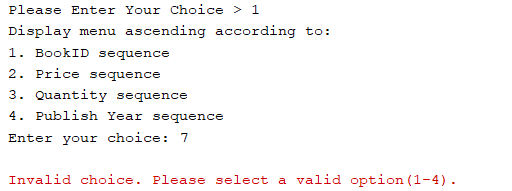 Please Enter Your Choice > 1
Display menu ascending according to:
1. BookID sequence
2. Price sequence
3. Quantity sequence
4. Publish Year sequence
Enter your choice: 7
Invalid choice. Please select a valid option(1-4).